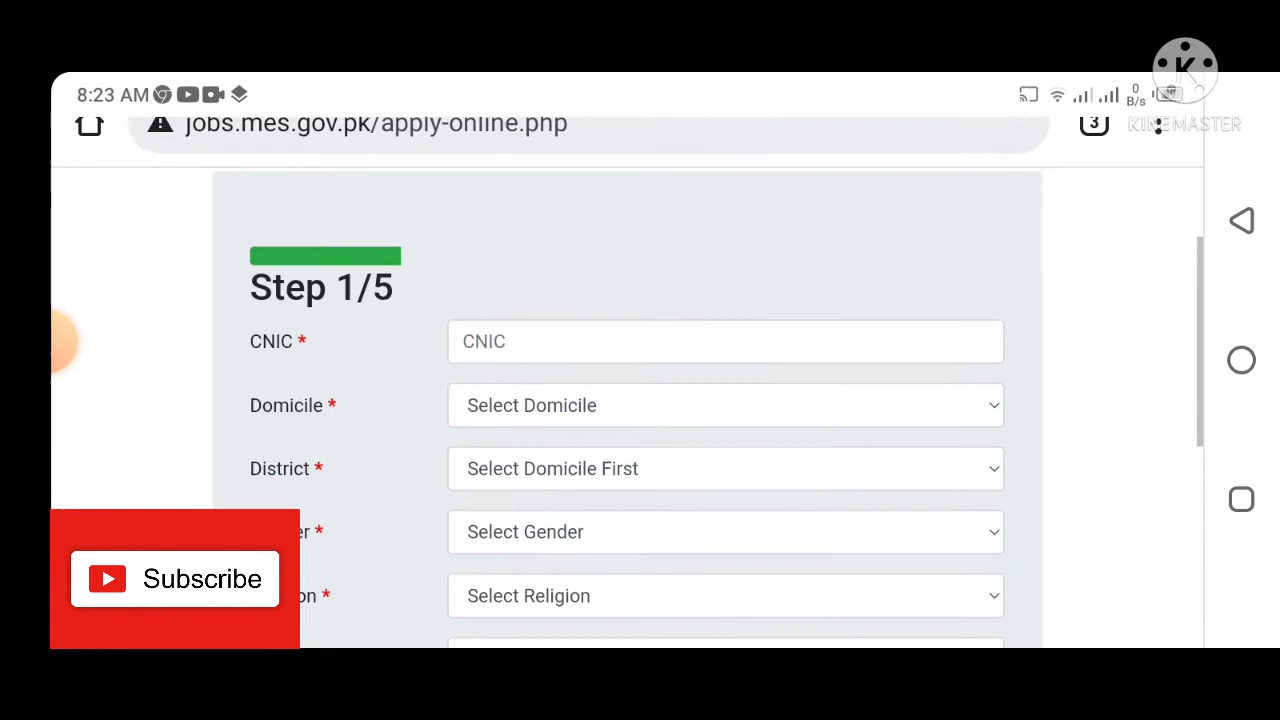 8:23 AM
0
B/s
KINEMASTER
jobs.mes.gov.pk/apply-online.php
3
Step 1/5
CNIC *
CNIC
Domicile *
Select Domicile
District *
Select Domicile First
er *
Select Gender
on *
Select Religion
Subscribe